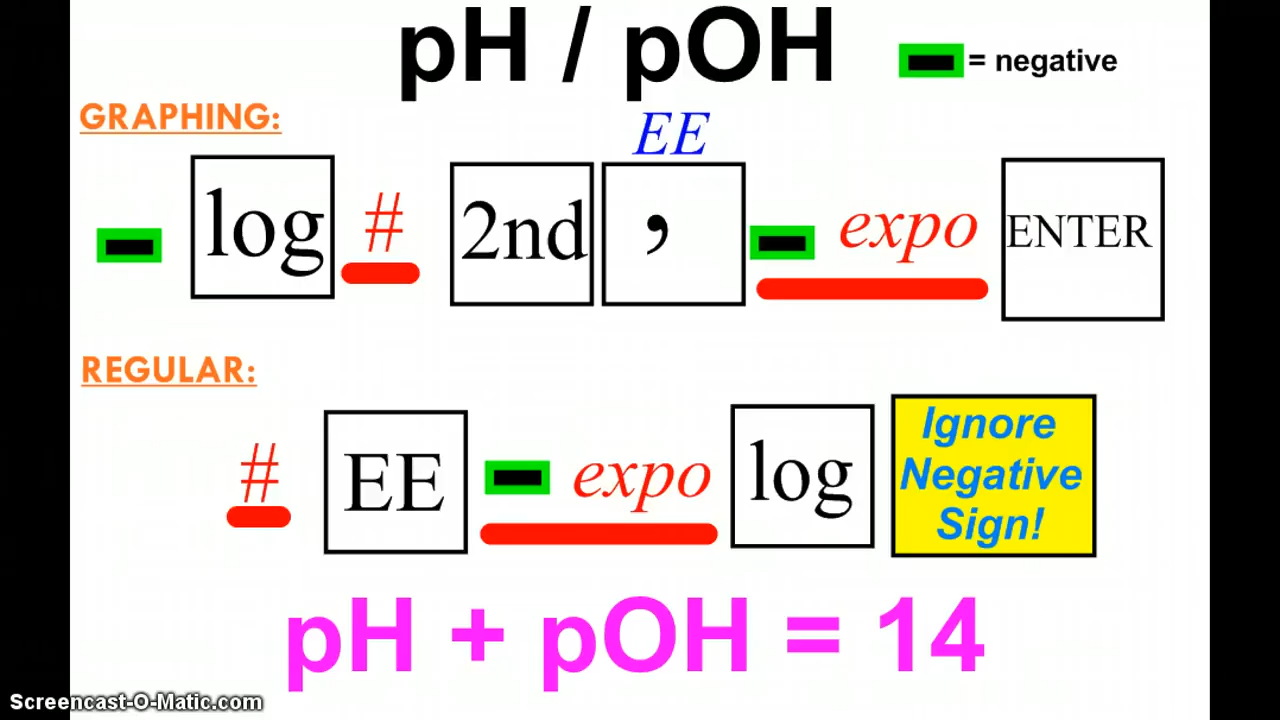 pH / pOH
= negative
GRAPHING:
EE
- log # 2nd , - expo ENTER
REGULAR:
# EE - expo log
Ignore
Negative
Sign!
pH + pOH = 14
Screencast-O-Matic.com